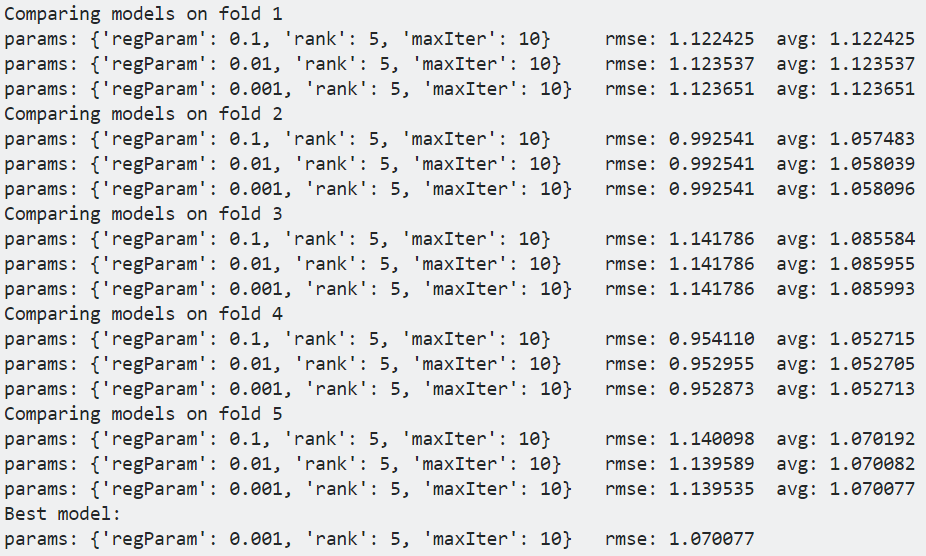 Comparing models on fold 1
params: {'regParam': 0.1, 'rank': 5, 'maxIter': 10}     rmse: 1.122425  avg: 1.122425
params: {'regParam': 0.01, 'rank': 5, 'maxIter': 10}    rmse: 1.123537  avg: 1.123537
params: {'regParam': 0.001, 'rank': 5, 'maxIter': 10}   rmse: 1.123651  avg: 1.123651
Comparing models on fold 2
params: {'regParam': 0.1, 'rank': 5, 'maxIter': 10}     rmse: 0.992541  avg: 1.057483
params: {'regParam': 0.01, 'rank': 5, 'maxIter': 10}    rmse: 0.992541  avg: 1.058039
params: {'regParam': 0.001, 'rank': 5, 'maxIter': 10}   rmse: 0.992541  avg: 1.058096
Comparing models on fold 3
params: {'regParam': 0.1, 'rank': 5, 'maxIter': 10}     rmse: 1.141786  avg: 1.085584
params: {'regParam': 0.01, 'rank': 5, 'maxIter': 10}    rmse: 1.141786  avg: 1.085955
params: {'regParam': 0.001, 'rank': 5, 'maxIter': 10}   rmse: 1.141786  avg: 1.085993
Comparing models on fold 4
params: {'regParam': 0.1, 'rank': 5, 'maxIter': 10}     rmse: 0.954110  avg: 1.052715
params: {'regParam': 0.01, 'rank': 5, 'maxIter': 10}    rmse: 0.952955  avg: 1.052705
params: {'regParam': 0.001, 'rank': 5, 'maxIter': 10}   rmse: 0.952873  avg: 1.052713
Comparing models on fold 5
params: {'regParam': 0.1, 'rank': 5, 'maxIter': 10}     rmse: 1.140098  avg: 1.070192
params: {'regParam': 0.01, 'rank': 5, 'maxIter': 10}    rmse: 1.139589  avg: 1.070082
params: {'regParam': 0.001, 'rank': 5, 'maxIter': 10}   rmse: 1.139535  avg: 1.070077
Best model:
params: {'regParam': 0.001, 'rank': 5, 'maxIter': 10}   rmse: 1.070077